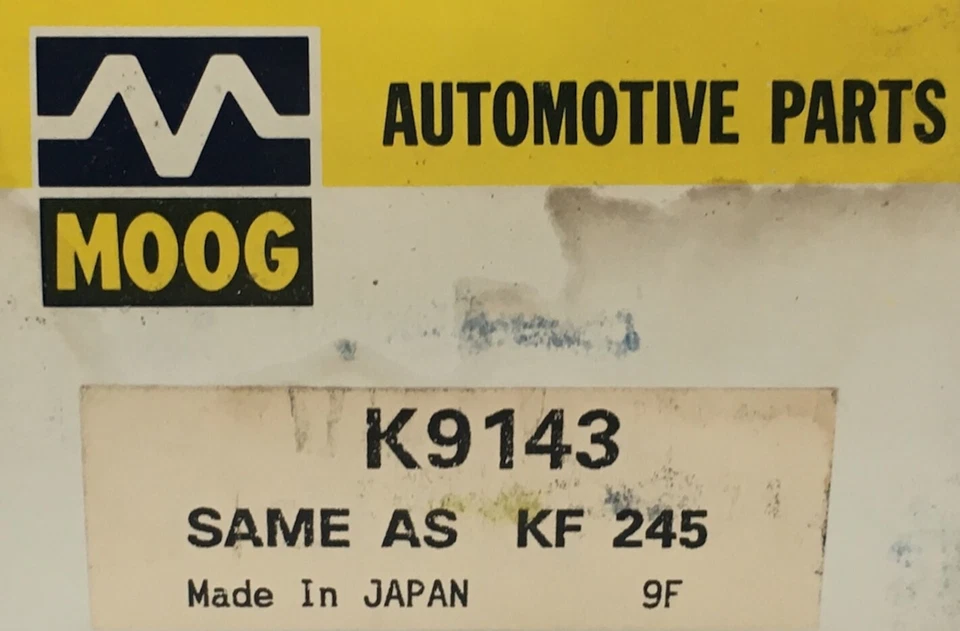 AUTOMOTIVE PARTS
MOOG
K9143
SAME AS KF 245
Made In JAPAN 9F